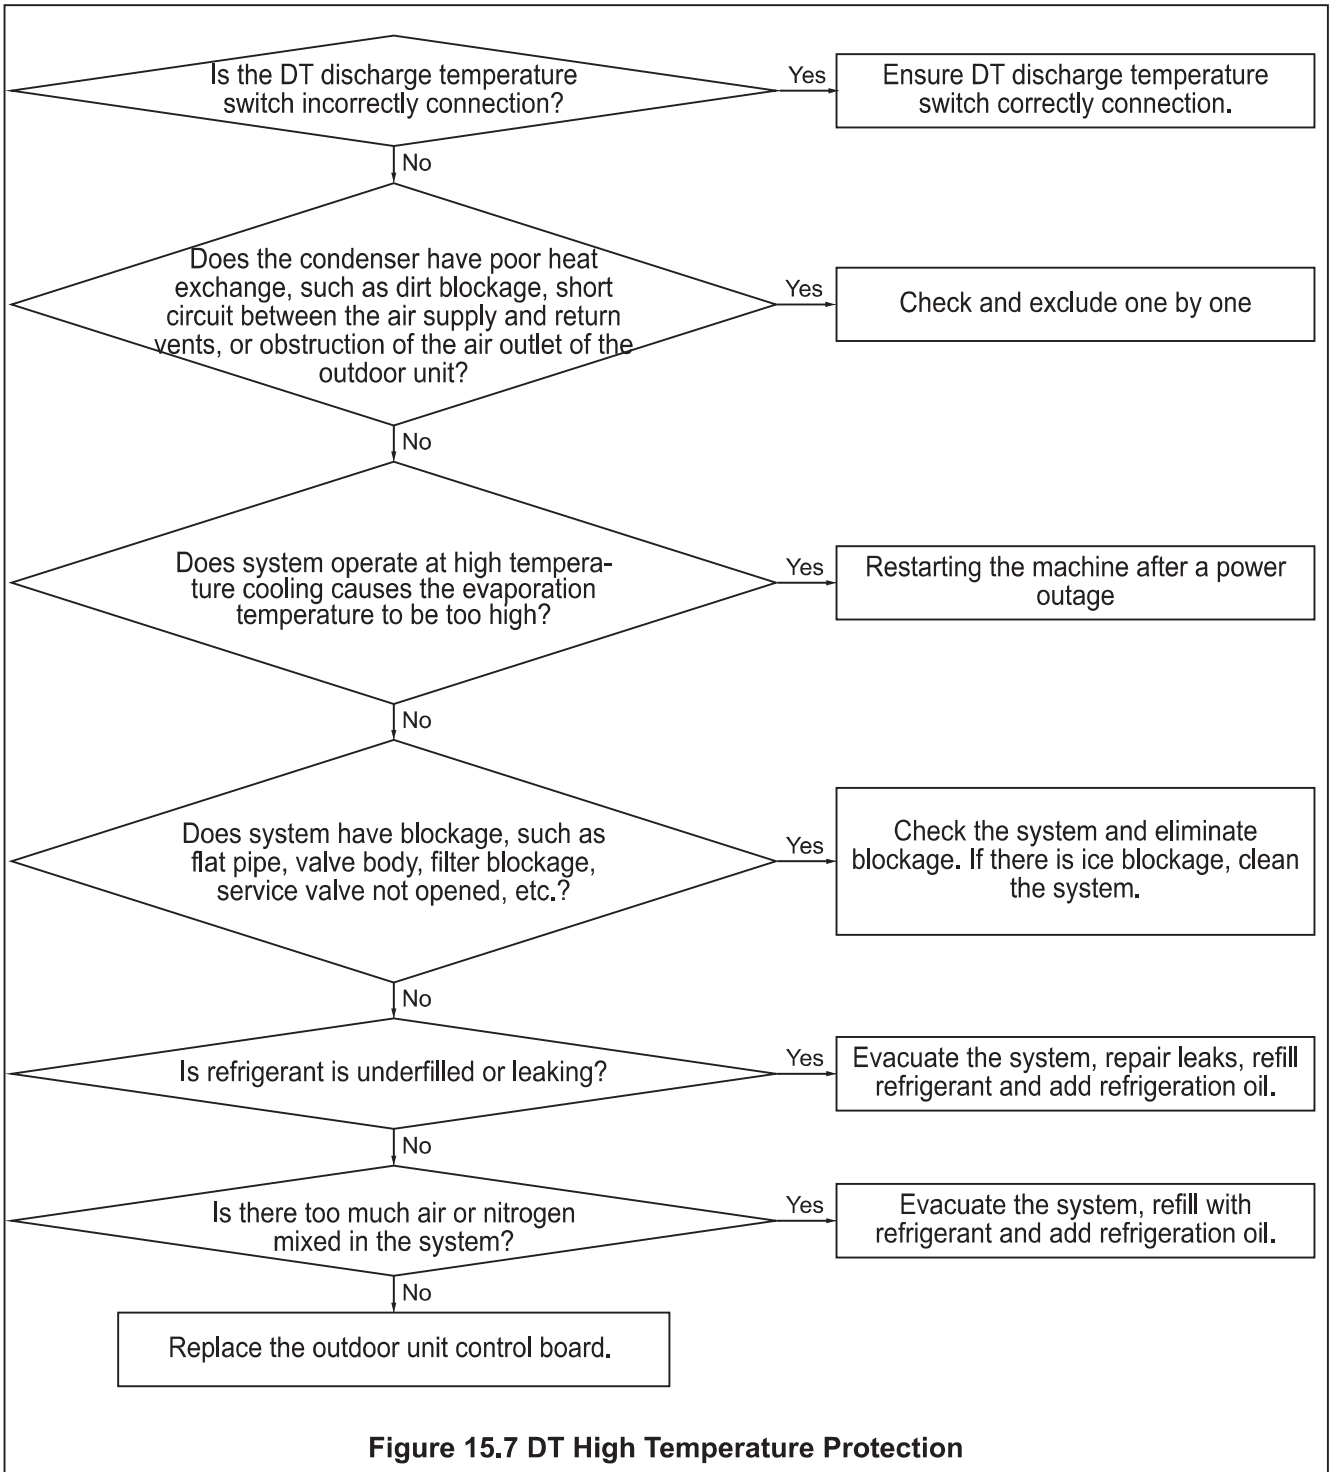 Is the DT discharge temperature
switch incorrectly connection?
Yes
Ensure DT discharge temperature
switch correctly connection.
No
Does the condenser have poor heat
exchange, such as dirt blockage, short
circuit between the air supply and return
vents, or obstruction of the air outlet of the
outdoor unit?
Yes
Check and exclude one by one
No
Does system operate at high tempera-
ture cooling causes the evaporation
temperature to be too high?
Yes
Restarting the machine after a power
outage
No
Does system have blockage, such as
flat pipe, valve body, filter blockage,
service valve not opened, etc.?
Yes
Check the system and eliminate
blockage. If there is ice blockage, clean
the system.
No
Is refrigerant is underfilled or leaking?
Yes
Evacuate the system, repair leaks, refill
refrigerant and add refrigeration oil.
No
Is there too much air or nitrogen
mixed in the system?
Yes
Evacuate the system, refill with
refrigerant and add refrigeration oil.
No
Replace the outdoor unit control board.
Figure 15.7 DT High Temperature Protection